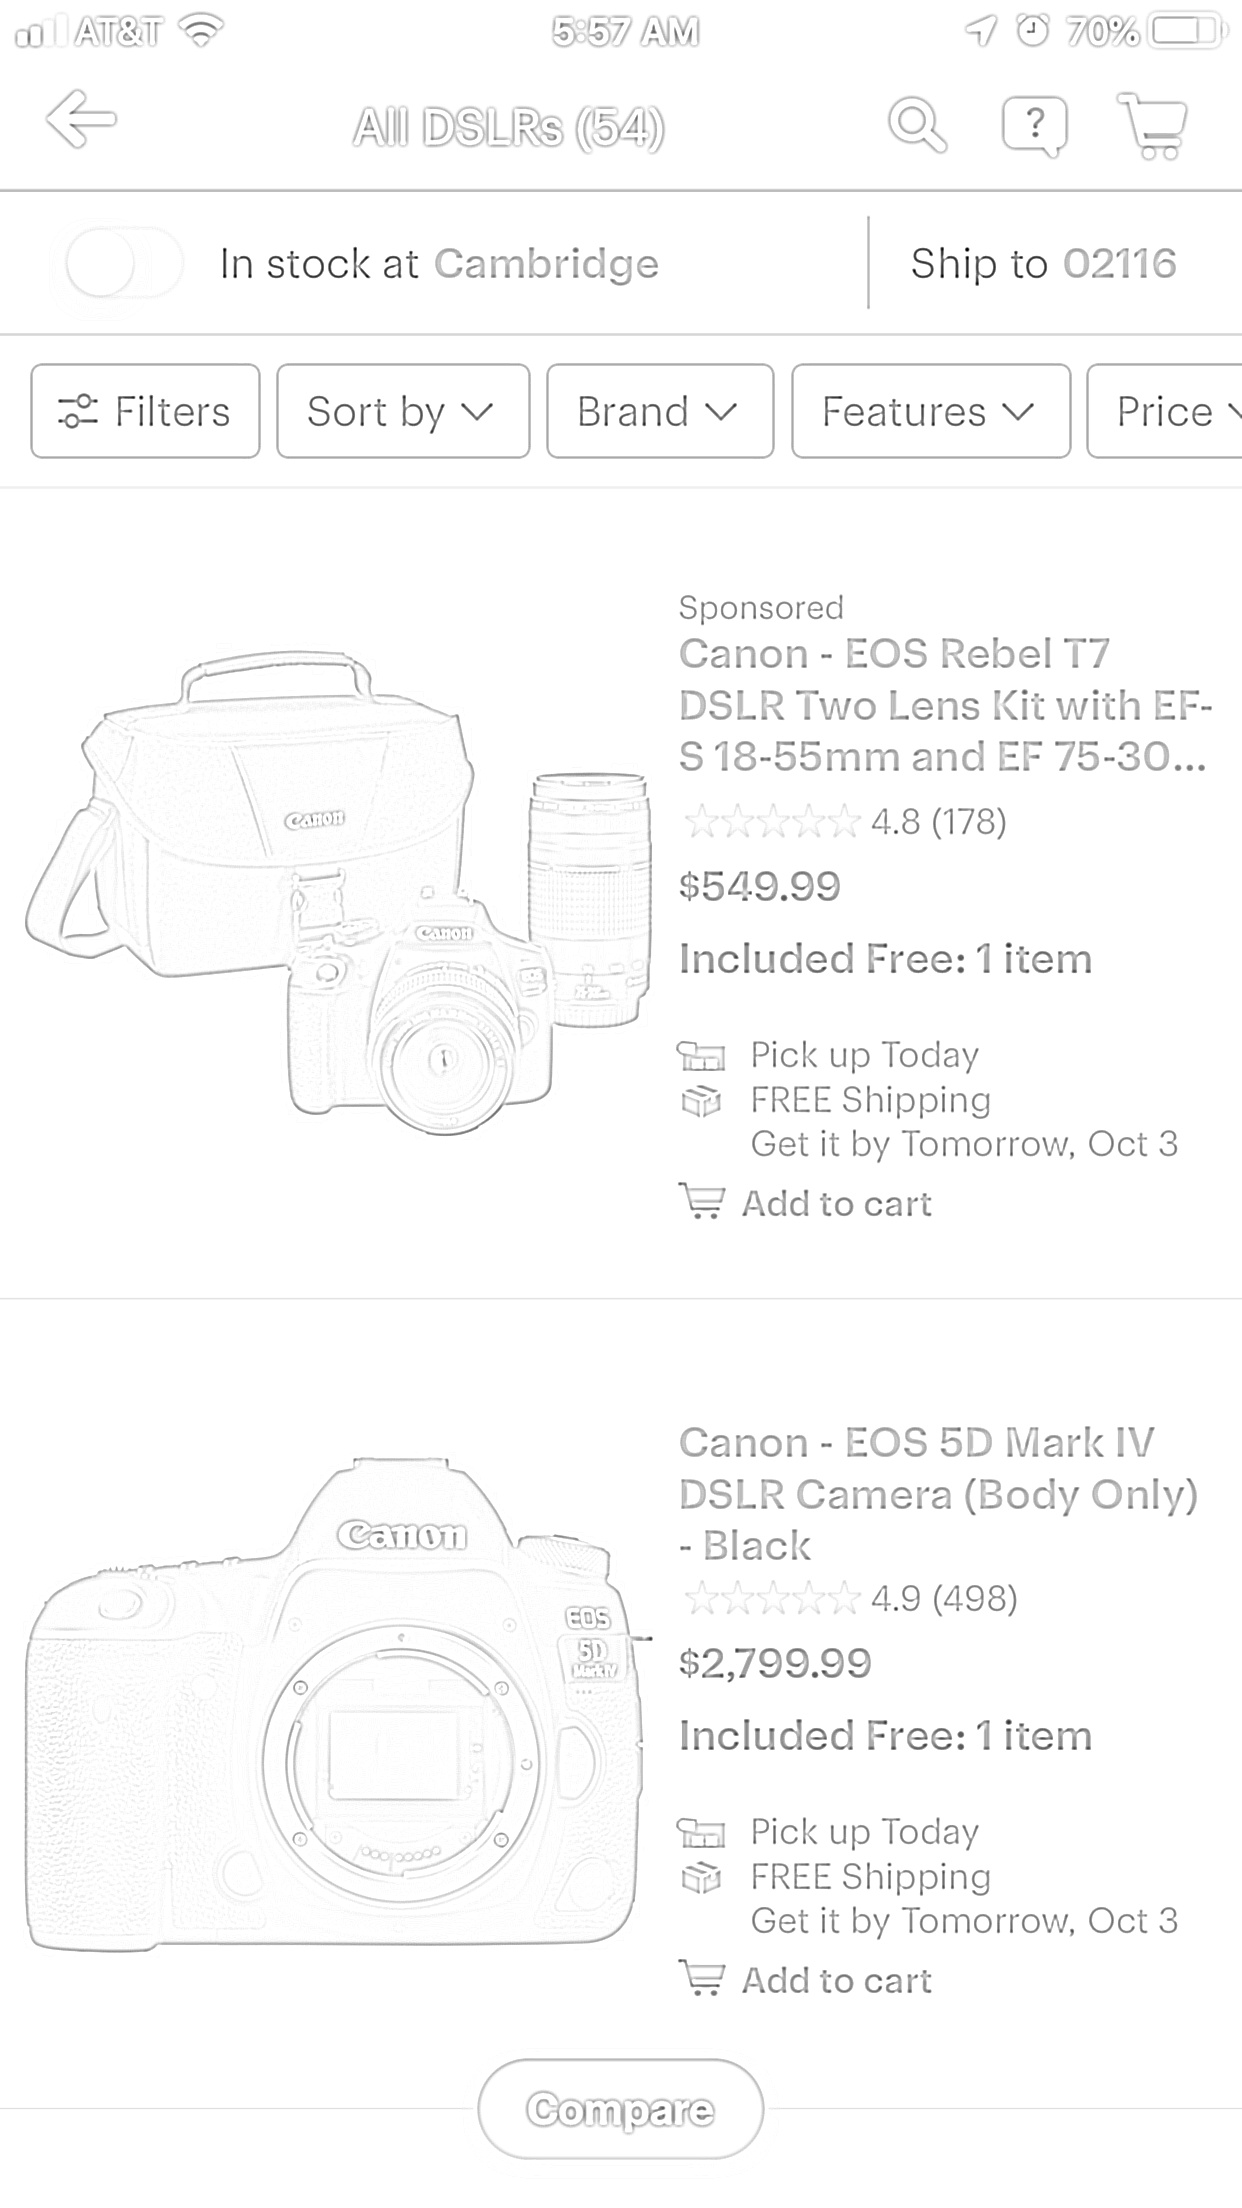 AT&T 5:57 AM 70%
All DSLRs (54)
In stock at Cambridge Ship to 02116
Filters Sort by Brand Features Price
Sponsored
Canon - EOS Rebel T7
DSLR Two Lens Kit with EF-
S 18-55mm and EF 75-30...
4.8 (178)
$549.99
Included Free: 1 item
Pick up Today
FREE Shipping
Get it by Tomorrow, Oct 3
Add to cart
Canon
Canon
EOS
Canon - EOS 5D Mark IV
DSLR Camera (Body Only)
- Black
4.9 (498)
$2,799.99
Included Free: 1 item
Pick up Today
FREE Shipping
Get it by Tomorrow, Oct 3
Add to cart
Canon
EOS
5D
Mark IV
Compare